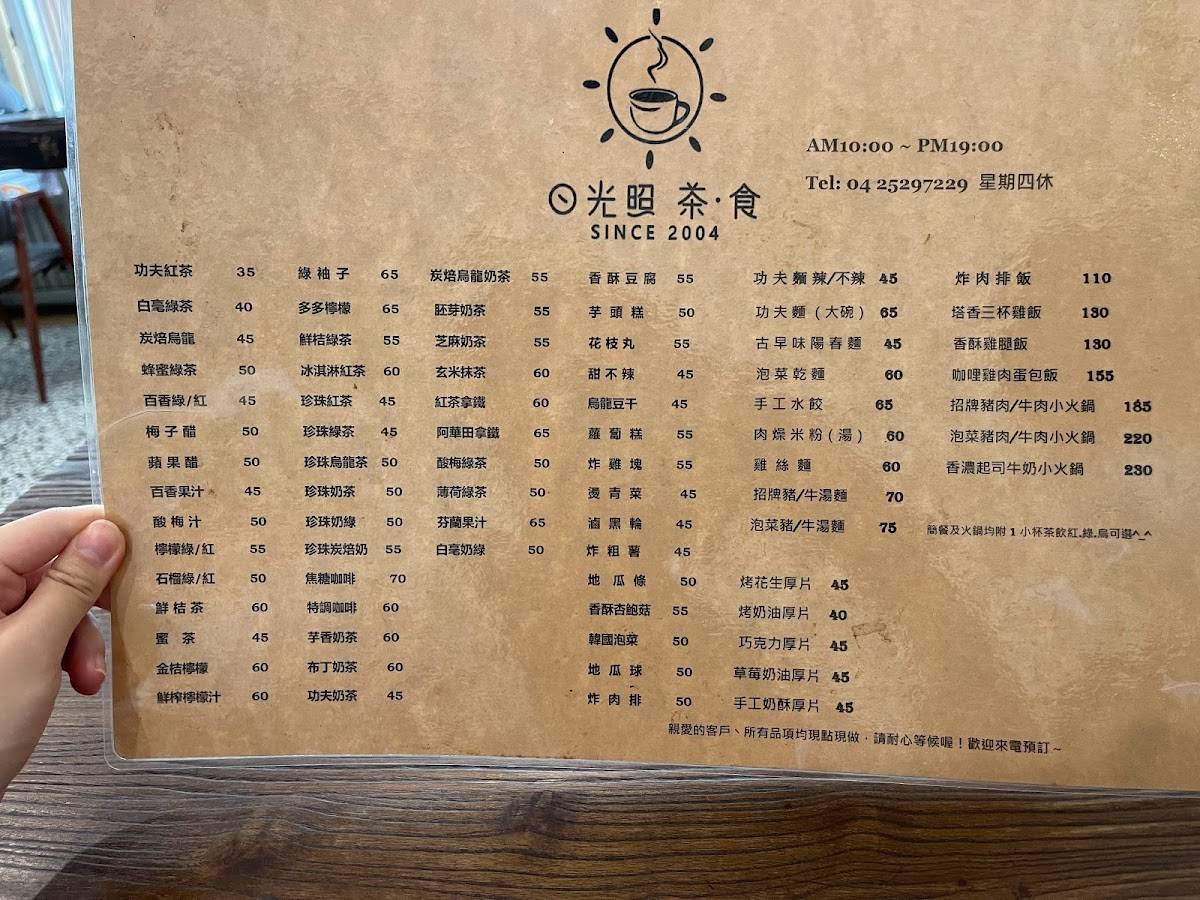 日光照 茶·食
SINCE 2004
AM10:00 ~ PM19:00
Tel: 04 25297229 星期四休
功夫紅茶 35
白毫綠茶 40
炭焙烏龍 45
蜂蜜綠茶 50
百香綠/紅 45
梅子醋 50
蘋果醋 50
百香果汁 45
酸梅汁 50
檸檬綠/紅 55
石榴綠/紅 50
鮮桔茶 60
蜜 茶 45
金桔檸檬 60
鮮榨檸檬汁 60
綠袖子 65
多多檸檬 65
鮮桔綠茶 55
冰淇淋紅茶 60
珍珠紅茶 45
珍珠綠茶 45
珍珠烏龍茶 50
珍珠奶茶 50
珍珠奶綠 50
珍珠炭焙奶 55
焦糖咖啡 70
特調咖啡 60
芋香奶茶 60
布丁奶茶 60
功夫奶茶 45
炭焙烏龍奶茶 55
胚芽奶茶 55
芝麻奶茶 55
玄米抹茶 60
紅茶拿鐵 60
阿華田拿鐵 65
酸梅綠茶 50
薄荷綠茶 50
芬蘭果汁 65
白毫奶綠 50
香酥豆腐 55
芋頭糕 50
花枝丸 55
甜不辣 45
烏龍豆干 45
蘿蔔糕 55
炸雞塊 55
燙青菜 45
滷黑輪 45
炸粗薯 45
地瓜條 50
香酥杏鮑菇 55
韓國泡菜 50
地瓜球 50
炸肉排 50
功夫麵 辣/不辣 45
功夫麵(大碗) 65
古早味陽春麵 45
泡菜乾麵 60
手工水餃 65
肉燥米粉(湯) 60
雞絲麵 60
招牌豬/牛湯麵 70
泡菜豬/牛湯麵 75
烤花生厚片 45
烤奶油厚片 40
巧克力厚片 45
草莓奶油厚片 45
手工奶酥厚片 45
炸肉排飯 110
塔香三杯雞飯 130
香酥雞腿飯 130
咖哩雞肉蛋包飯 155
招牌豬肉/牛肉小火鍋 185
泡菜豬肉/牛肉小火鍋 220
香濃起司牛奶小火鍋 230
簡餐及火鍋均附 1 小杯茶飲紅.綠.烏可選^_^
親愛的客戶、所有品項均現點現做，請耐心等候喔！歡迎來電預訂~